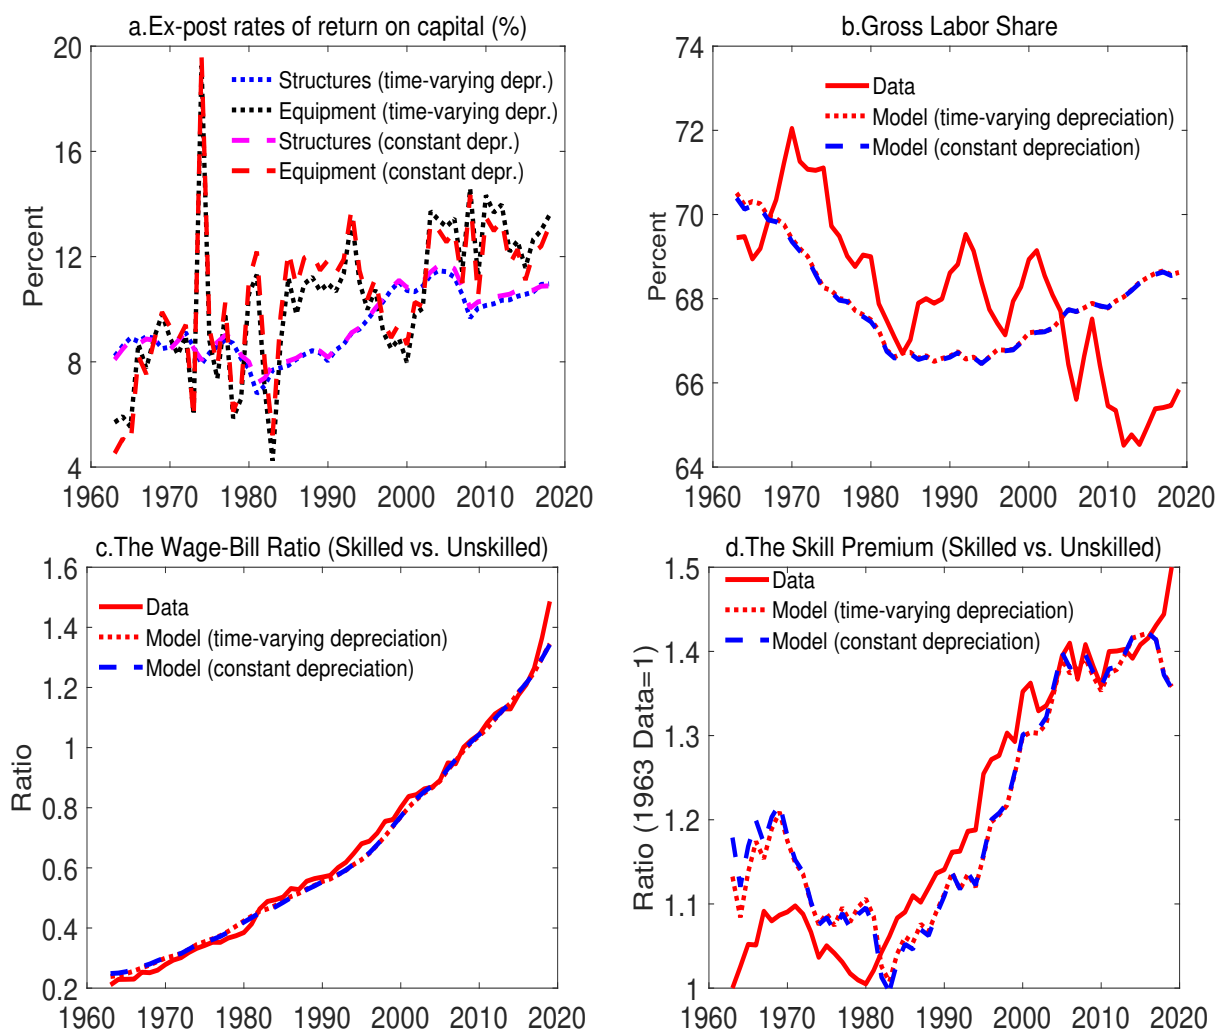 a.Ex-post rates of return on capital (%)
20
16
12
8
4
Percent
Structures (time-varying depr.)
Equipment (time-varying depr.)
Structures (constant depr.)
Equipment (constant depr.)
1960 1970 1980 1990 2000 2010 2020
b.Gross Labor Share
74
72
70
68
66
64
Percent
Data
Model (time-varying depreciation)
Model (constant depreciation)
1960 1970 1980 1990 2000 2010 2020
c.The Wage-Bill Ratio (Skilled vs. Unskilled)
1.6
1.4
1.2
1
0.8
0.6
0.4
0.2
Ratio
Data
Model (time-varying depreciation)
Model (constant depreciation)
1960 1970 1980 1990 2000 2010 2020
d.The Skill Premium (Skilled vs. Unskilled)
1.5
1.4
1.3
1.2
1.1
1
Ratio (1963 Data=1)
Data
Model (time-varying depreciation)
Model (constant depreciation)
1960 1970 1980 1990 2000 2010 2020